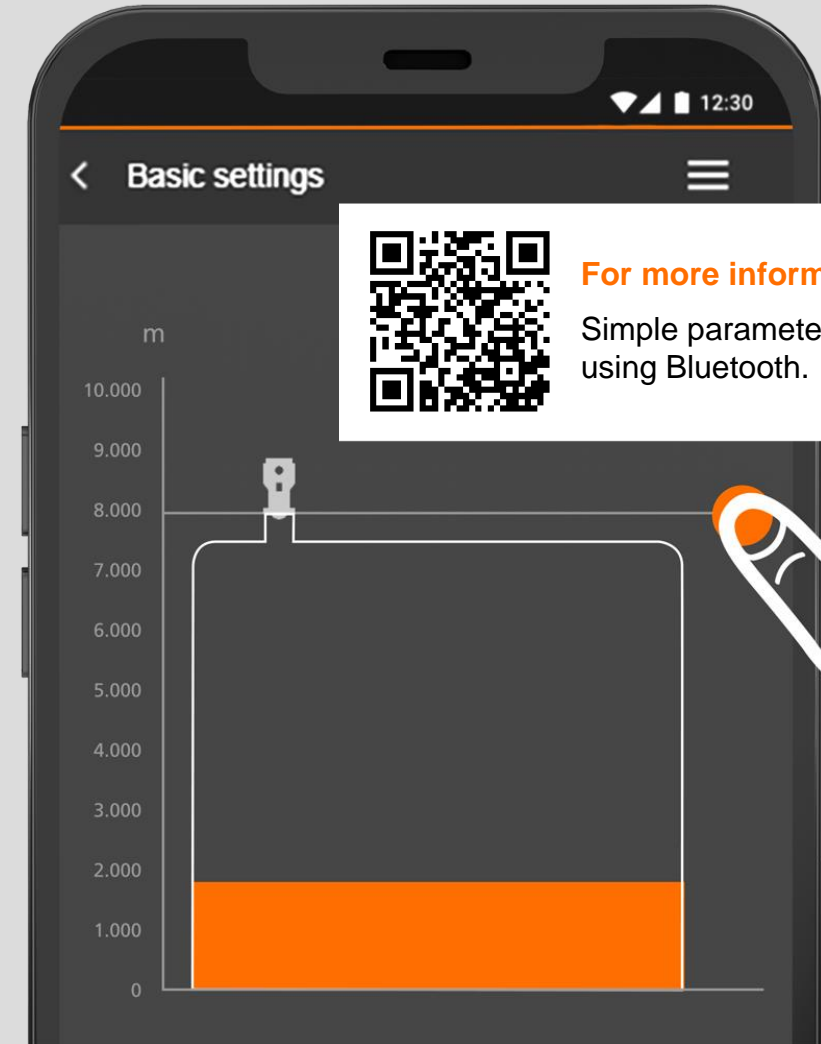 12:30
Basic settings
For more inform
Simple paramete
using Bluetooth.
m
10.000
9.000
8.000
7.000
6.000
5.000
4.000
3.000
2.000
1.000
0